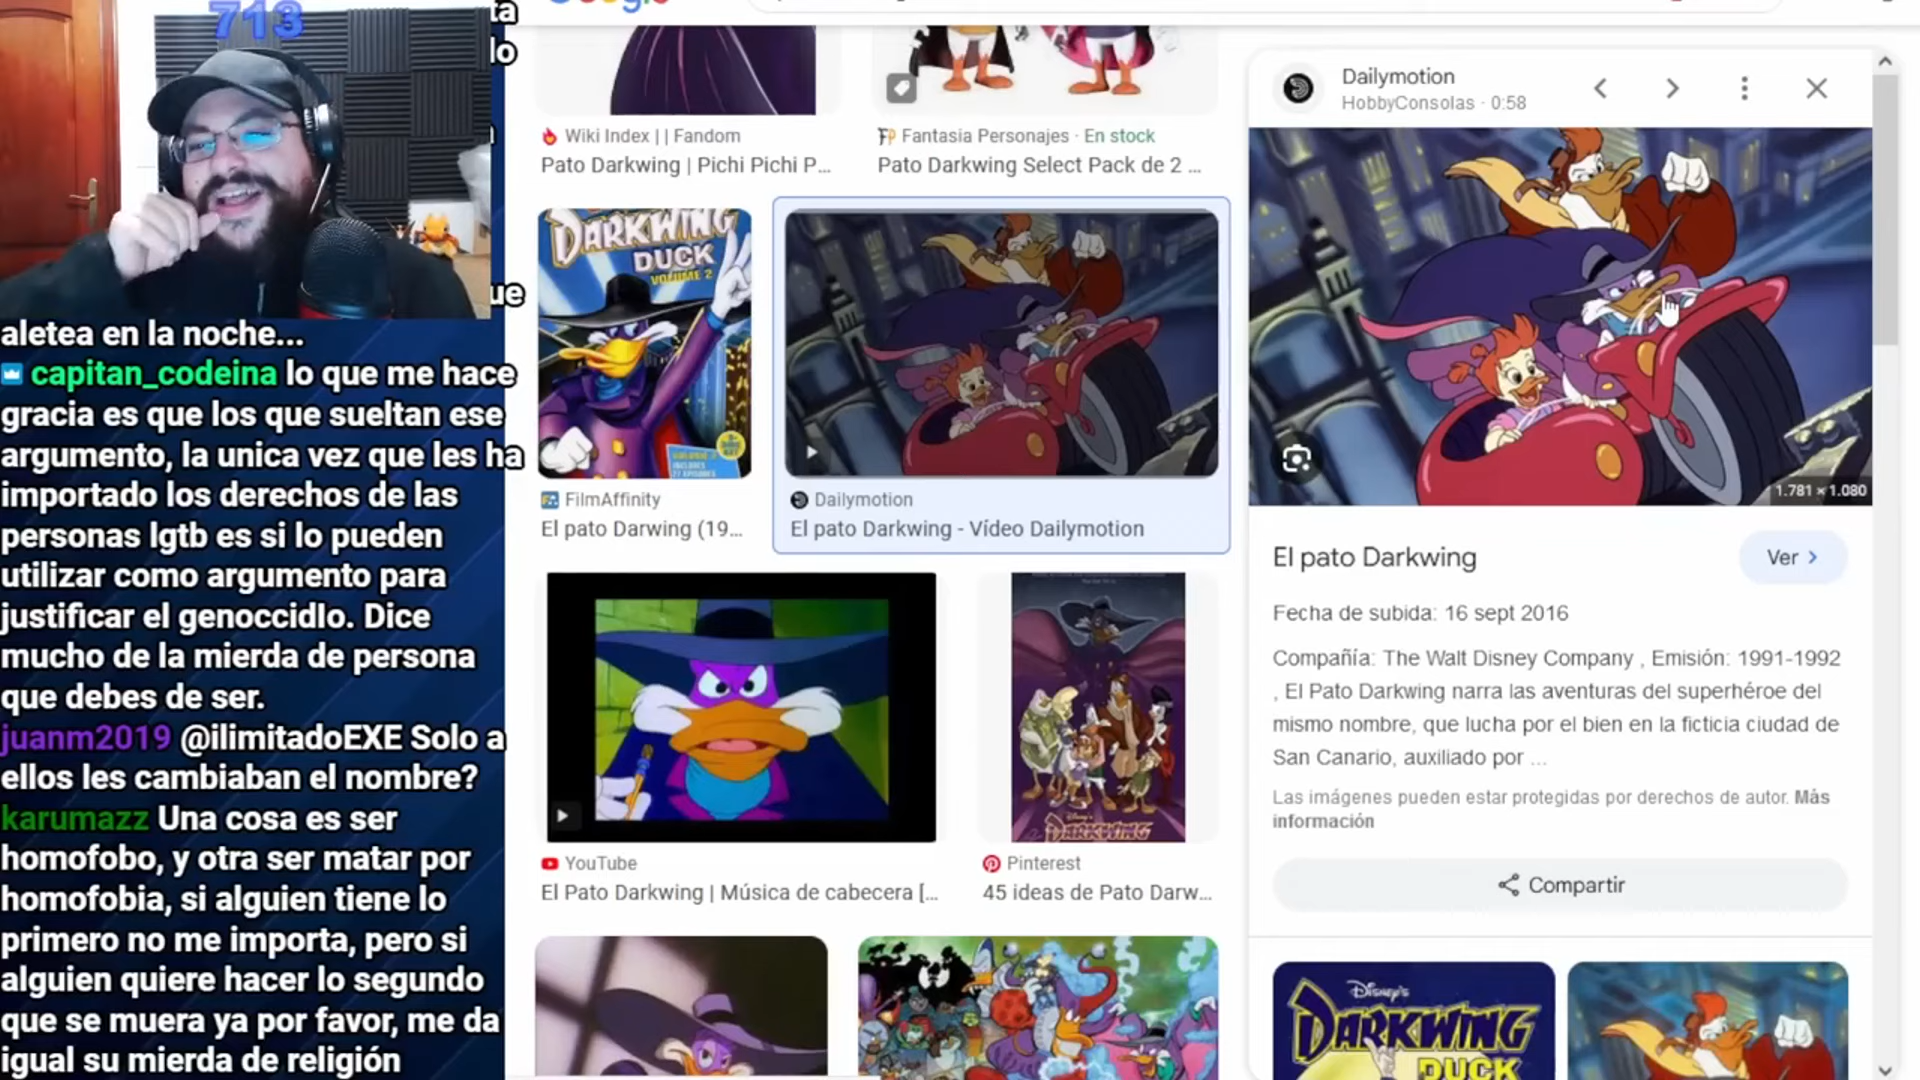 713
ta
lo
ue
aletea en la noche...
capitan_codeina lo que me hace
gracia es que los que sueltan ese
argumento, la unica vez que les ha
importado los derechos de las
personas lgtb es si lo pueden
utilizar como argumento para
justificar el genoccidlo. Dice
mucho de la mierda de persona
que debes de ser.
juanm2019 @ilimitadoEXE Solo a
ellos les cambiaban el nombre?
karumazz Una cosa es ser
homofobo, y otra ser matar por
homofobia, si alguien tiene lo
primero no me importa, pero si
alguien quiere hacer lo segundo
que se muera ya por favor, me da
igual su mierda de religión
Wiki Index | | Fandom
Pato Darkwing | Pichi Pichi P...
Fantasia Personajes · En stock
Pato Darkwing Select Pack de 2 ...
DARKWING
DUCK
VOLUME 2
FilmAffinity
El pato Darwing (19...
Dailymotion
El pato Darkwing - Vídeo Dailymotion
YouTube
El Pato Darkwing | Música de cabecera [...
Disney's
DARKWING
Pinterest
45 ideas de Pato Darw...
Dailymotion
HobbyConsolas · 0:58
1.781 × 1.080
El pato Darkwing
Ver
Fecha de subida: 16 sept 2016
Compañía: The Walt Disney Company , Emisión: 1991-1992
, El Pato Darkwing narra las aventuras del superhéroe del
mismo nombre, que lucha por el bien en la ficticia ciudad de
San Canario, auxiliado por ...
Las imágenes pueden estar protegidas por derechos de autor. Más
información
Compartir
Disney's
DARKWING
DUCK